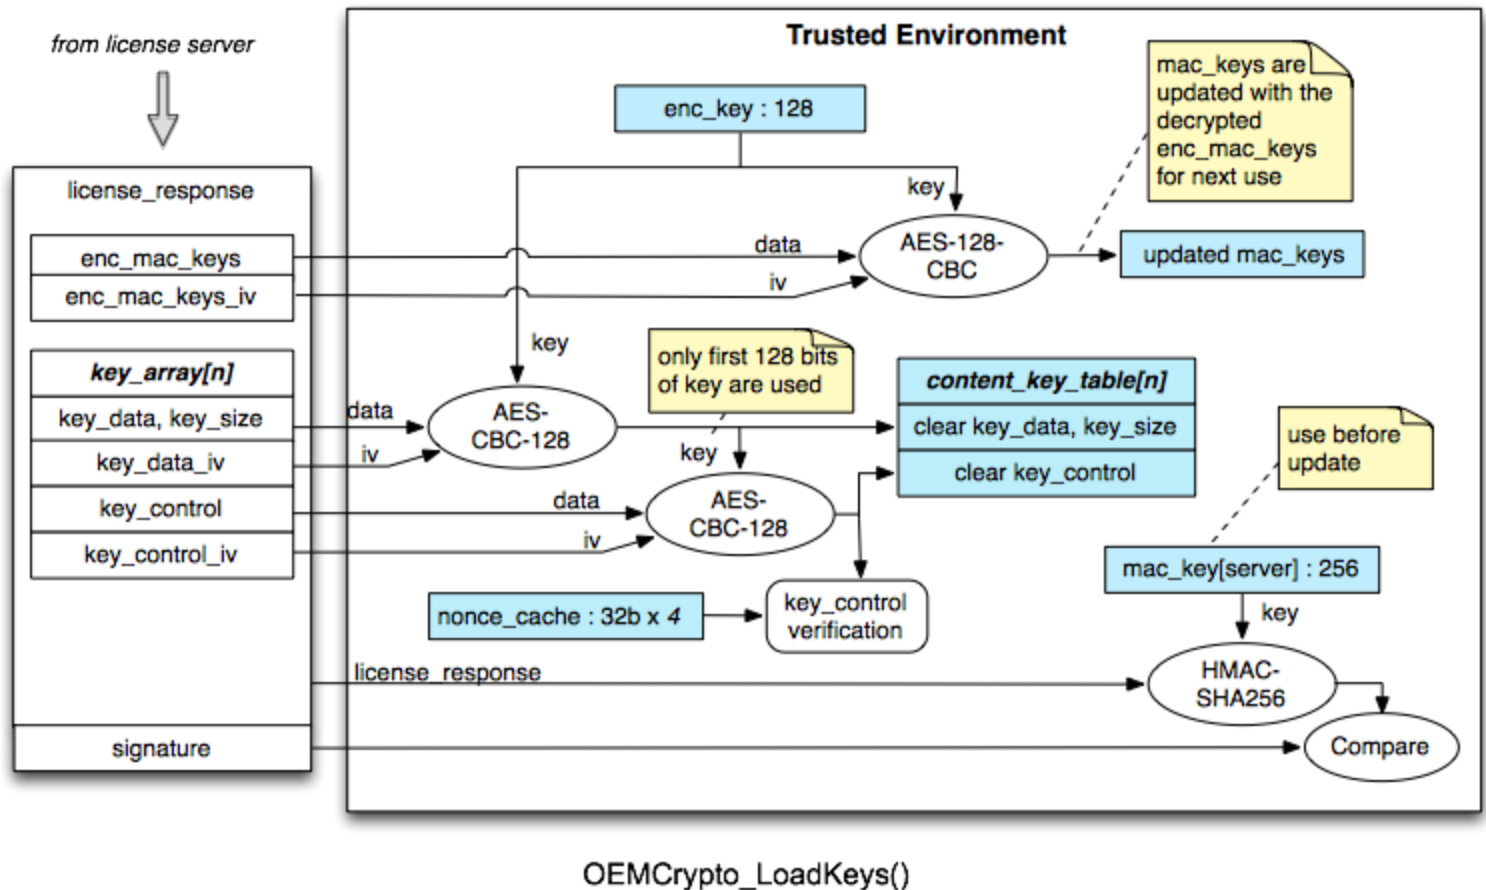 from license server
Trusted Environment
mac_keys are
updated with the
decrypted
enc_mac_keys
for next use
enc_key : 128
license_response
key
enc_mac_keys
data
AES-128-
CBC
updated mac_keys
enc_mac_keys_iv
iv
key
only first 128 bits
of key are used
key_array[n]
content_key_table[n]
key_data, key_size
data
AES-
CBC-128
clear key_data, key_size
use before
update
key_data_iv
iv
key
clear key_control
key_control
data
AES-
CBC-128
key_control_iv
iv
mac_key[server] : 256
nonce_cache : 32b x 4
key_control
verification
key
license_response
HMAC-
SHA256
signature
Compare
OEMCrypto_LoadKeys()